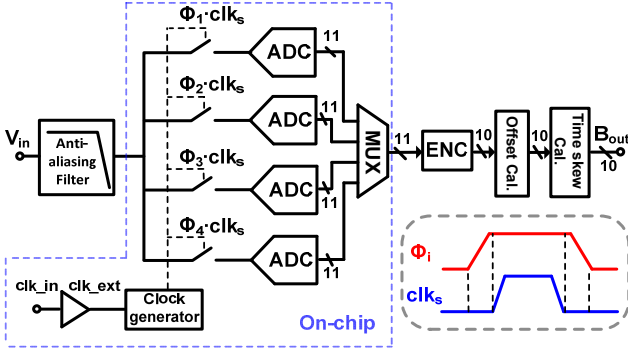 Φ1·clks
ADC
11
Φ2·clks
ADC
11
Φ3·clks
ADC
11
Φ4·clks
ADC
11
Vin
Anti-aliasing
Filter
MUX
11
ENC
10
Offset Cal.
10
Time skew
Cal.
Bout
10
clk_in
clk_ext
Clock
generator
On-chip
Φi
clks